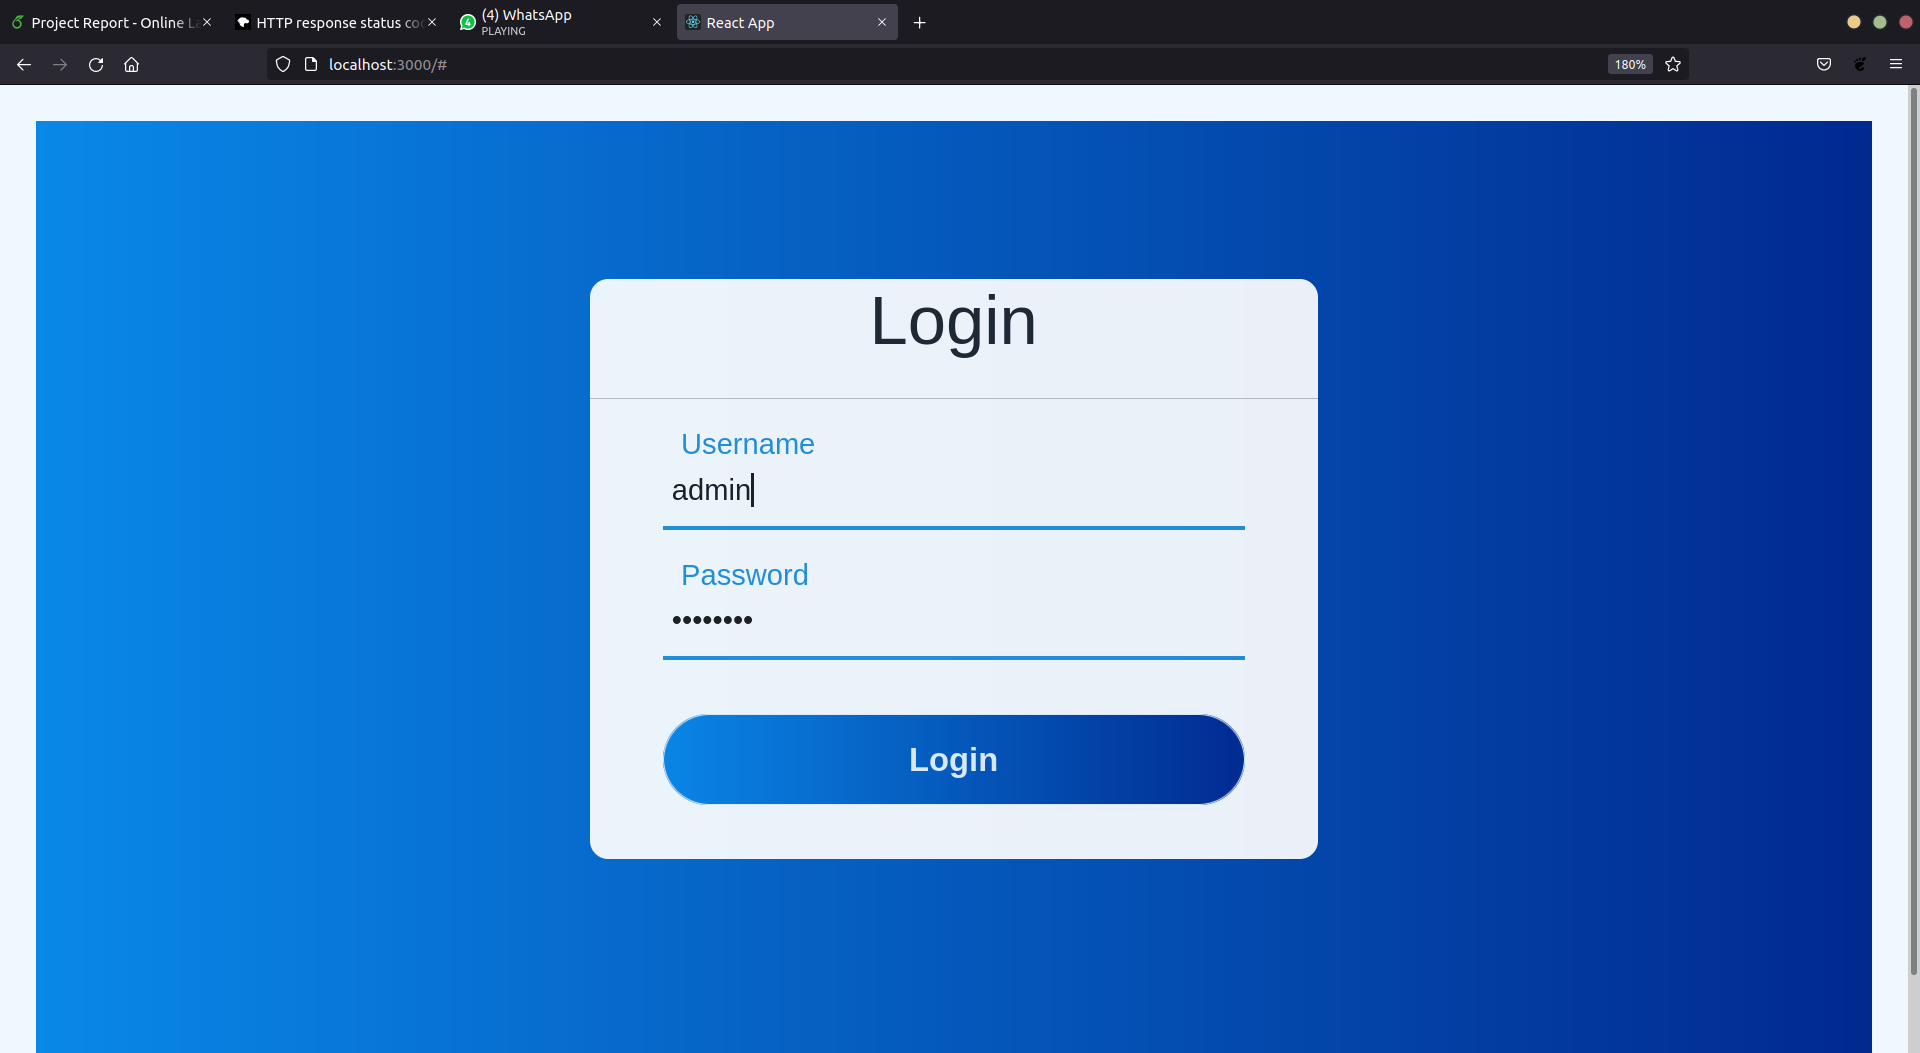 Project Report - Online
HTTP response status
(4) WhatsApp
PLAYING
React App
localhost:3000/#
180%
Login
Username
admin
Password
••••••••
Login